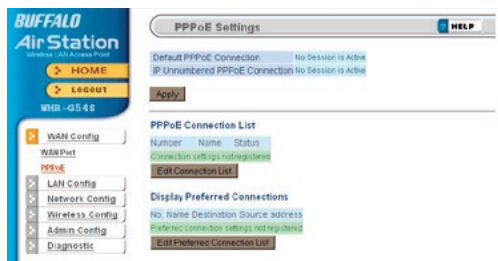 BUFFALO
AirStation
Wireless LAN Access Point
HOME
LOGOUT
WHR-G54S
WAN Config
WAN Port
PPPoE
LAN Config
Network Config
Wireless Config
Admin Config
Diagnostic
PPPoE Settings
HELP
Default PPPoE Connection No Session is Active
IP Unnumbered PPPoE Connection No Session is Active
Apply
PPPoE Connection List
Number Name Status
Connection settings not registered
Edit Connection List
Display Preferred Connections
No. Name Destination Source address
Preferred connection settings not registered
Edit Preferred Connection List